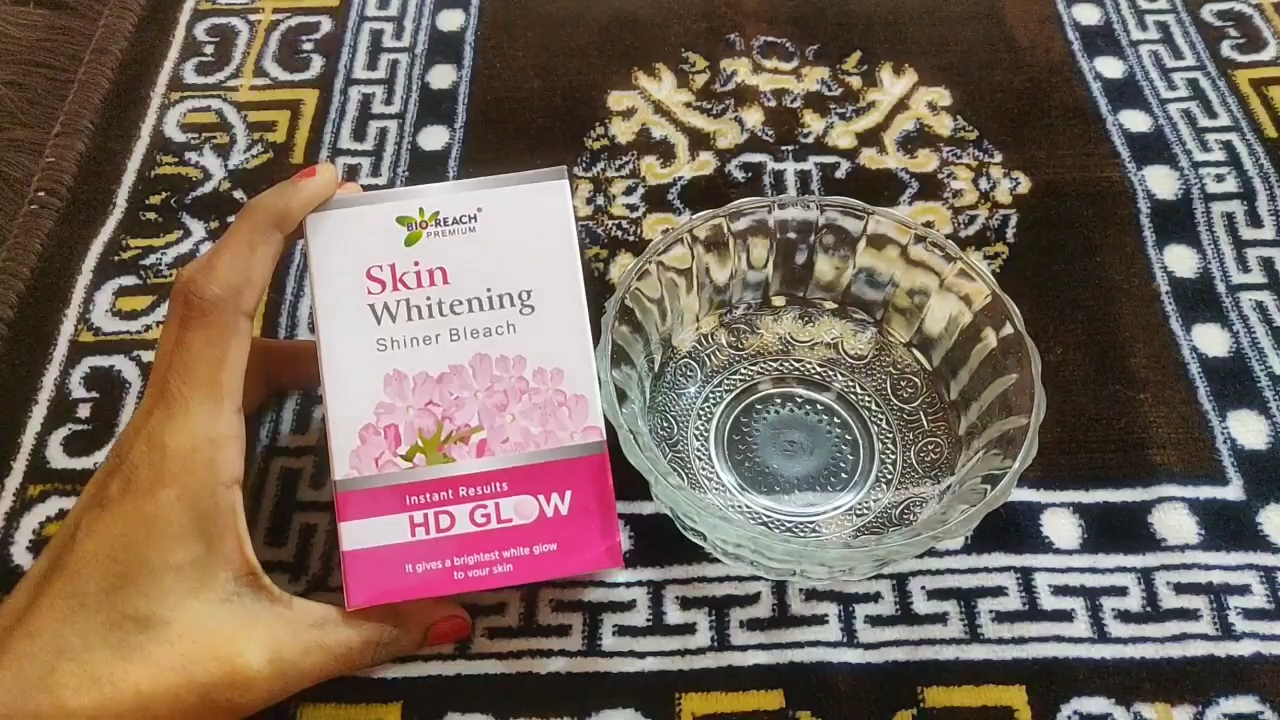 BIO-REACH®
PREMIUM
Skin
Whitening
Shiner Bleach
Instant Results
HD GLOW
It gives a brightest white glow
to your skin